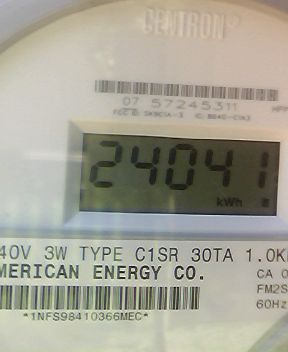 CENTRON®
07 57245311
24041
kWh
40V 3W TYPE C1SR 30TA 1.0K
MERICAN ENERGY CO.
CA 0
FM2S
60Hz
*1NFS98410366MEC*